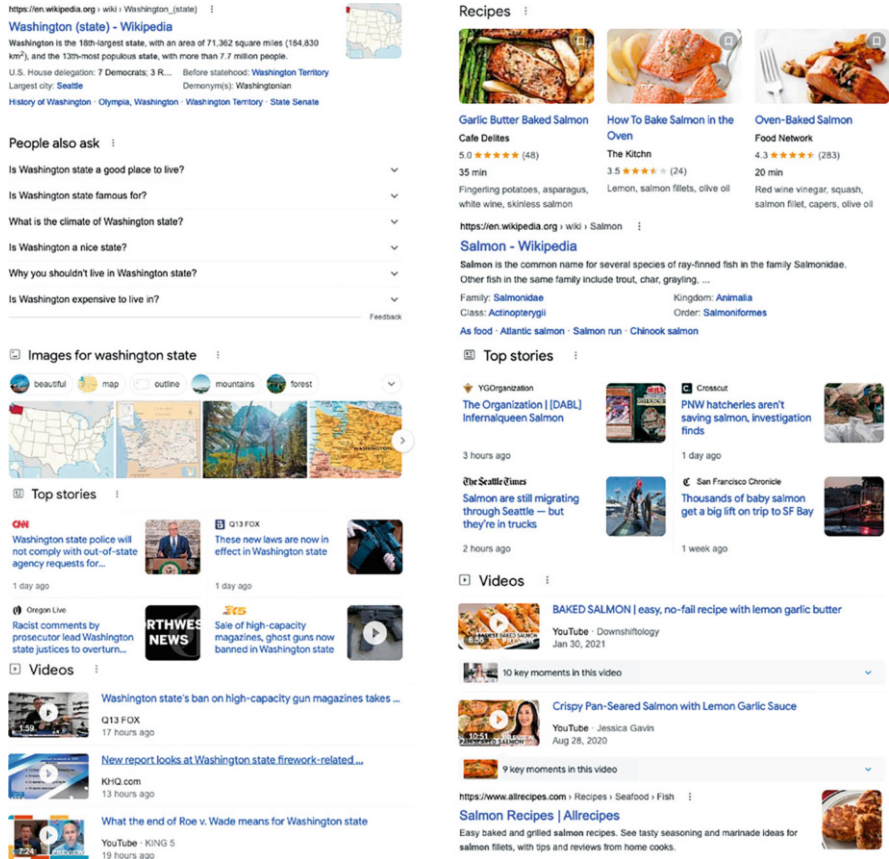 https://en.wikipedia.org › wiki › Washington_(state)
Washington (state) - Wikipedia
Washington is the 18th-largest state, with an area of 71,362 square miles (184,830
km²), and the 13th-most populous state, with more than 7.7 million people.
U.S. House delegation: 7 Democrats; 3 R... Before statehood: Washington Territory
Largest city: Seattle Demonym(s): Washingtonian
History of Washington · Olympia, Washington · Washington Territory · State Senate
People also ask
Is Washington state a good place to live?
Is Washington state famous for?
What is the climate of Washington state?
Is Washington a nice state?
Why you shouldn't live in Washington state?
Is Washington expensive to live in?
Feedback
Images for washington state
beautiful map outline mountains forest
WASHINGTON
Top stories
CNN
Washington state police will
not comply with out-of-state
agency requests for...
1 day ago
Q13 FOX
These new laws are now in
effect in Washington state
1 day ago
Oregon Live
Racist comments by
prosecutor lead Washington
state justices to overturn...
RTHWES
NEWS
K5
Sale of high-capacity
magazines, ghost guns now
banned in Washington state
Videos
Washington state's ban on high-capacity gun magazines takes ...
Q13 FOX
17 hours ago
1:59
New report looks at Washington state firework-related ...
KHQ.com
13 hours ago
What the end of Roe v. Wade means for Washington state
YouTube · KING 5
19 hours ago
7:24
Recipes
Garlic Butter Baked Salmon
Cafe Delites
5.0 (48)
35 min
Fingerling potatoes, asparagus,
white wine, skinless salmon
How To Bake Salmon in the
Oven
The Kitchn
3.5 (24)
Lemon, salmon fillets, olive oil
Oven-Baked Salmon
Food Network
4.3 (283)
20 min
Red wine vinegar, squash,
salmon fillet, capers, olive oil
https://en.wikipedia.org › wiki › Salmon
Salmon - Wikipedia
Salmon is the common name for several species of ray-finned fish in the family Salmonidae.
Other fish in the same family include trout, char, grayling, ...
Family: Salmonidae Kingdom: Animalia
Class: Actinopterygii Order: Salmoniformes
As food · Atlantic salmon · Salmon run · Chinook salmon
Top stories
YGOrganization
The Organization | [DABL]
Infernalqueen Salmon
3 hours ago
Crosscut
PNW hatcheries aren't
saving salmon, investigation
finds
1 day ago
The Seattle Times
Salmon are still migrating
through Seattle — but
they're in trucks
2 hours ago
San Francisco Chronicle
Thousands of baby salmon
get a big lift on trip to SF Bay
1 week ago
Videos
BAKED SALMON | easy, no-fail recipe with lemon garlic butter
YouTube · Downshiftology
Jan 30, 2021
10 key moments in this video
Crispy Pan-Seared Salmon with Lemon Garlic Sauce
YouTube · Jessica Gavin
Aug 28, 2020
10:51
9 key moments in this video
https://www.allrecipes.com › Recipes › Seafood › Fish
Salmon Recipes | Allrecipes
Easy baked and grilled salmon recipes. See tasty seasoning and marinade ideas for
salmon fillets, with tips and reviews from home cooks.